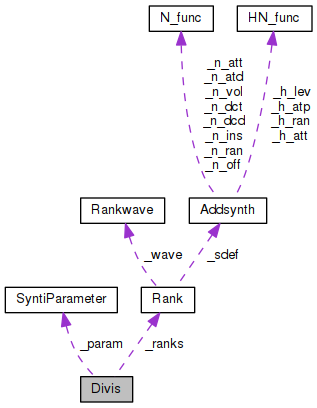 N_func
HN_func
_n_att
_n_atd
_n_vol
_n_dct
_n_dcd
_n_ins
_n_ran
_n_off
_h_lev
_h_atp
_h_ran
_h_att
Rankwave
Addsynth
_wave
_sdef
SyntiParameter
Rank
_param
_ranks
Divis